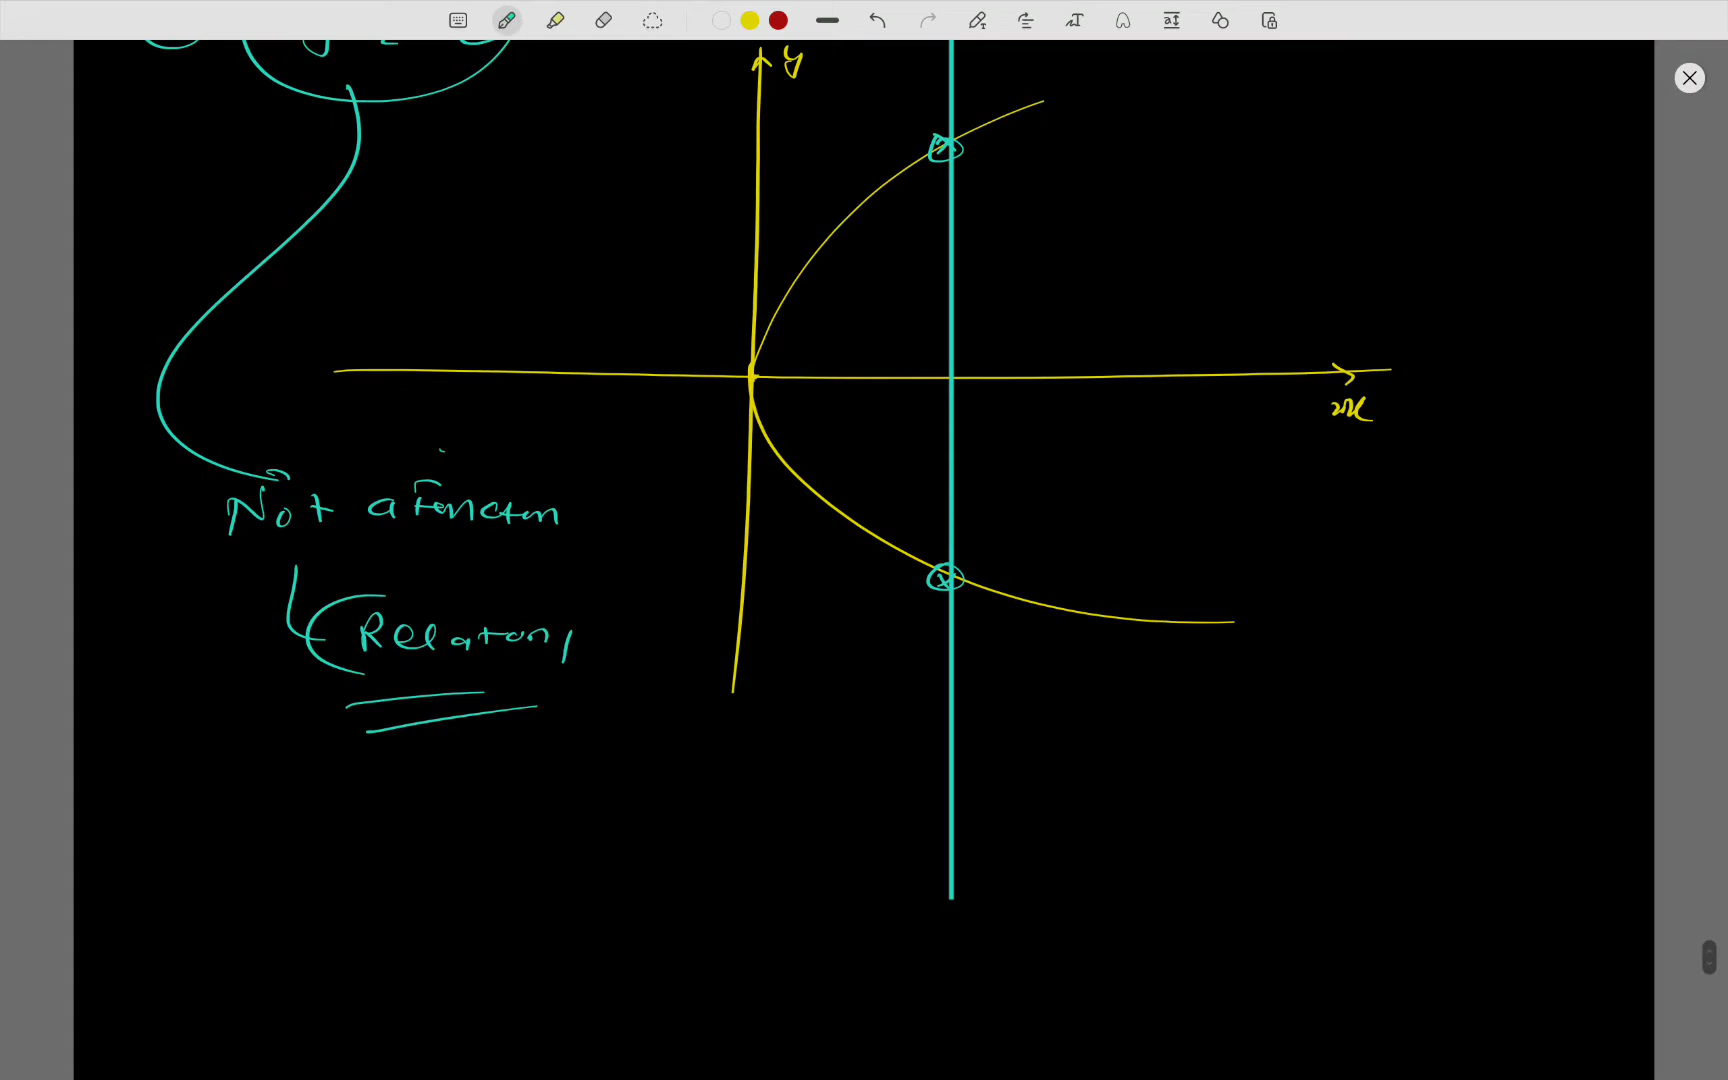 y
x
Not a Function
Relation,